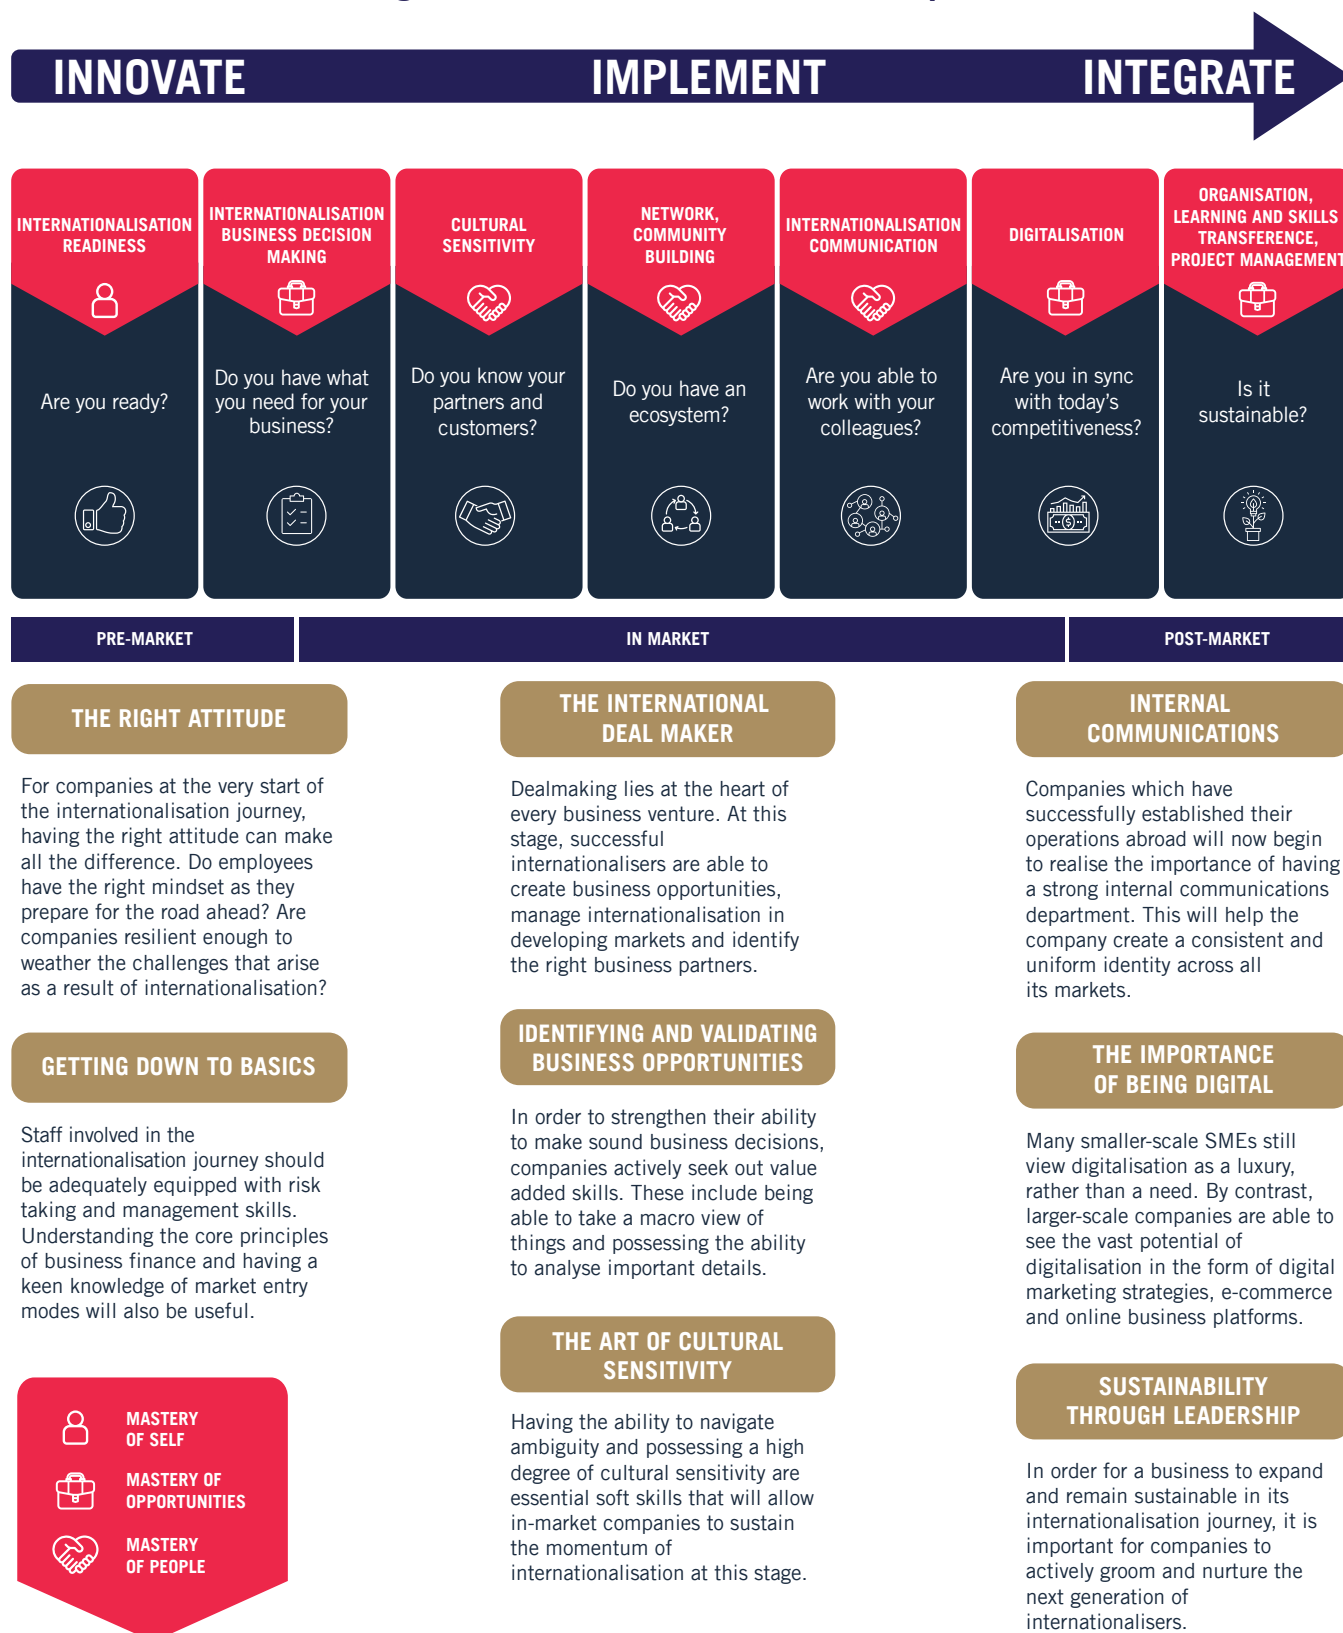 INNOVATE
IMPLEMENT
INTEGRATE
INTERNATIONALISATION
READINESS
Are you ready?
INTERNATIONALISATION
BUSINESS DECISION
MAKING
Do you have what
you need for your
business?
CULTURAL
SENSITIVITY
Do you know your
partners and
customers?
NETWORK,
COMMUNITY
BUILDING
Do you have an
ecosystem?
INTERNATIONALISATION
COMMUNICATION
Are you able to
work with your
colleagues?
DIGITALISATION
Are you in sync
with today's
competitiveness?
ORGANISATION,
LEARNING AND SKILLS
TRANSFERENCE,
PROJECT MANAGEMENT
Is it
sustainable?
PRE-MARKET
IN MARKET
POST-MARKET
THE RIGHT ATTITUDE
For companies at the very start of
the internationalisation journey,
having the right attitude can make
all the difference. Do employees
have the right mindset as they
prepare for the road ahead? Are
companies resilient enough to
weather the challenges that arise
as a result of internationalisation?
GETTING DOWN TO BASICS
Staff involved in the
internationalisation journey should
be adequately equipped with risk
taking and management skills.
Understanding the core principles
of business finance and having a
keen knowledge of market entry
modes will also be useful.
MASTERY
OF SELF
MASTERY OF
OPPORTUNITIES
MASTERY
OF PEOPLE
THE INTERNATIONAL
DEAL MAKER
Dealmaking lies at the heart of
every business venture. At this
stage, successful
internationalisers are able to
create business opportunities,
manage internationalisation in
developing markets and identify
the right business partners.
IDENTIFYING AND VALIDATING
BUSINESS OPPORTUNITIES
In order to strengthen their ability
to make sound business decisions,
companies actively seek out value
added skills. These include being
able to take a macro view of
things and possessing the ability
to analyse important details.
THE ART OF CULTURAL
SENSITIVITY
Having the ability to navigate
ambiguity and possessing a high
degree of cultural sensitivity are
essential soft skills that will allow
in-market companies to sustain
the momentum of
internationalisation at this stage.
INTERNAL
COMMUNICATIONS
Companies which have
successfully established their
operations abroad will now begin
to realise the importance of having
a strong internal communications
department. This will help the
company create a consistent and
uniform identity across all
its markets.
THE IMPORTANCE
OF BEING DIGITAL
Many smaller-scale SMEs still
view digitalisation as a luxury,
rather than a need. By contrast,
larger-scale companies are able to
see the vast potential of
digitalisation in the form of digital
marketing strategies, e-commerce
and online business platforms.
SUSTAINABILITY
THROUGH LEADERSHIP
In order for a business to expand
and remain sustainable in its
internationalisation journey, it is
important for companies to
actively groom and nurture the
next generation of
internationalisers.